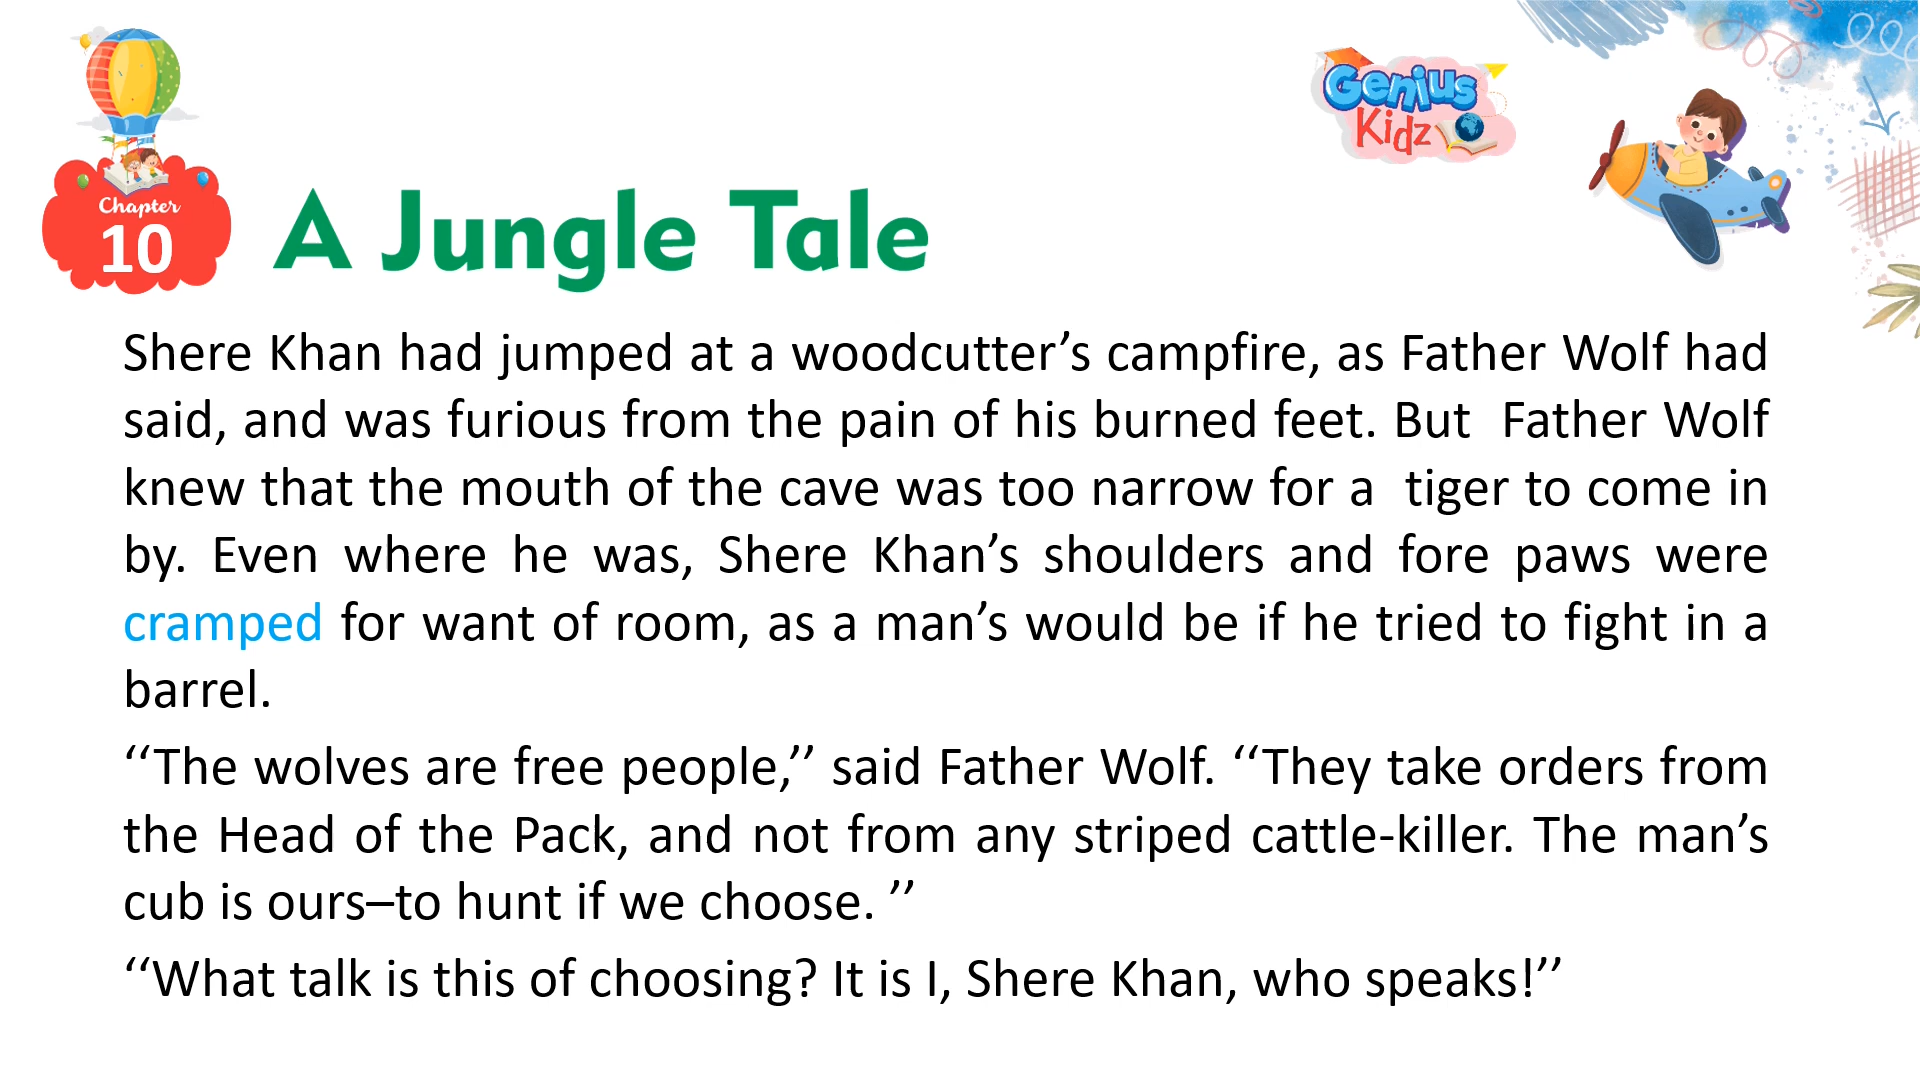 Genius
Kidz
Chapter
10
A Jungle Tale
Shere Khan had jumped at a woodcutter’s campfire, as Father Wolf had
said, and was furious from the pain of his burned feet. But  Father Wolf
knew that the mouth of the cave was too narrow for a  tiger to come in
by. Even where he was, Shere Khan’s shoulders and fore paws were
cramped for want of room, as a man’s would be if he tried to fight in a
barrel.
‘‘The wolves are free people,’’ said Father Wolf. ‘‘They take orders from
the Head of the Pack, and not from any striped cattle-killer. The man’s
cub is ours–to hunt if we choose. ’’
‘‘What talk is this of choosing? It is I, Shere Khan, who speaks!’’